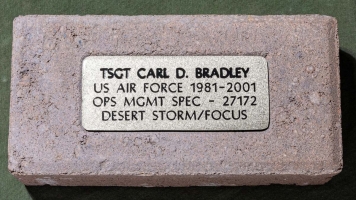 TSGT CARL D. BRADLEY
US AIR FORCE 1981-2001
OPS MGMT SPEC - 27172
DESERT STORM/FOCUS